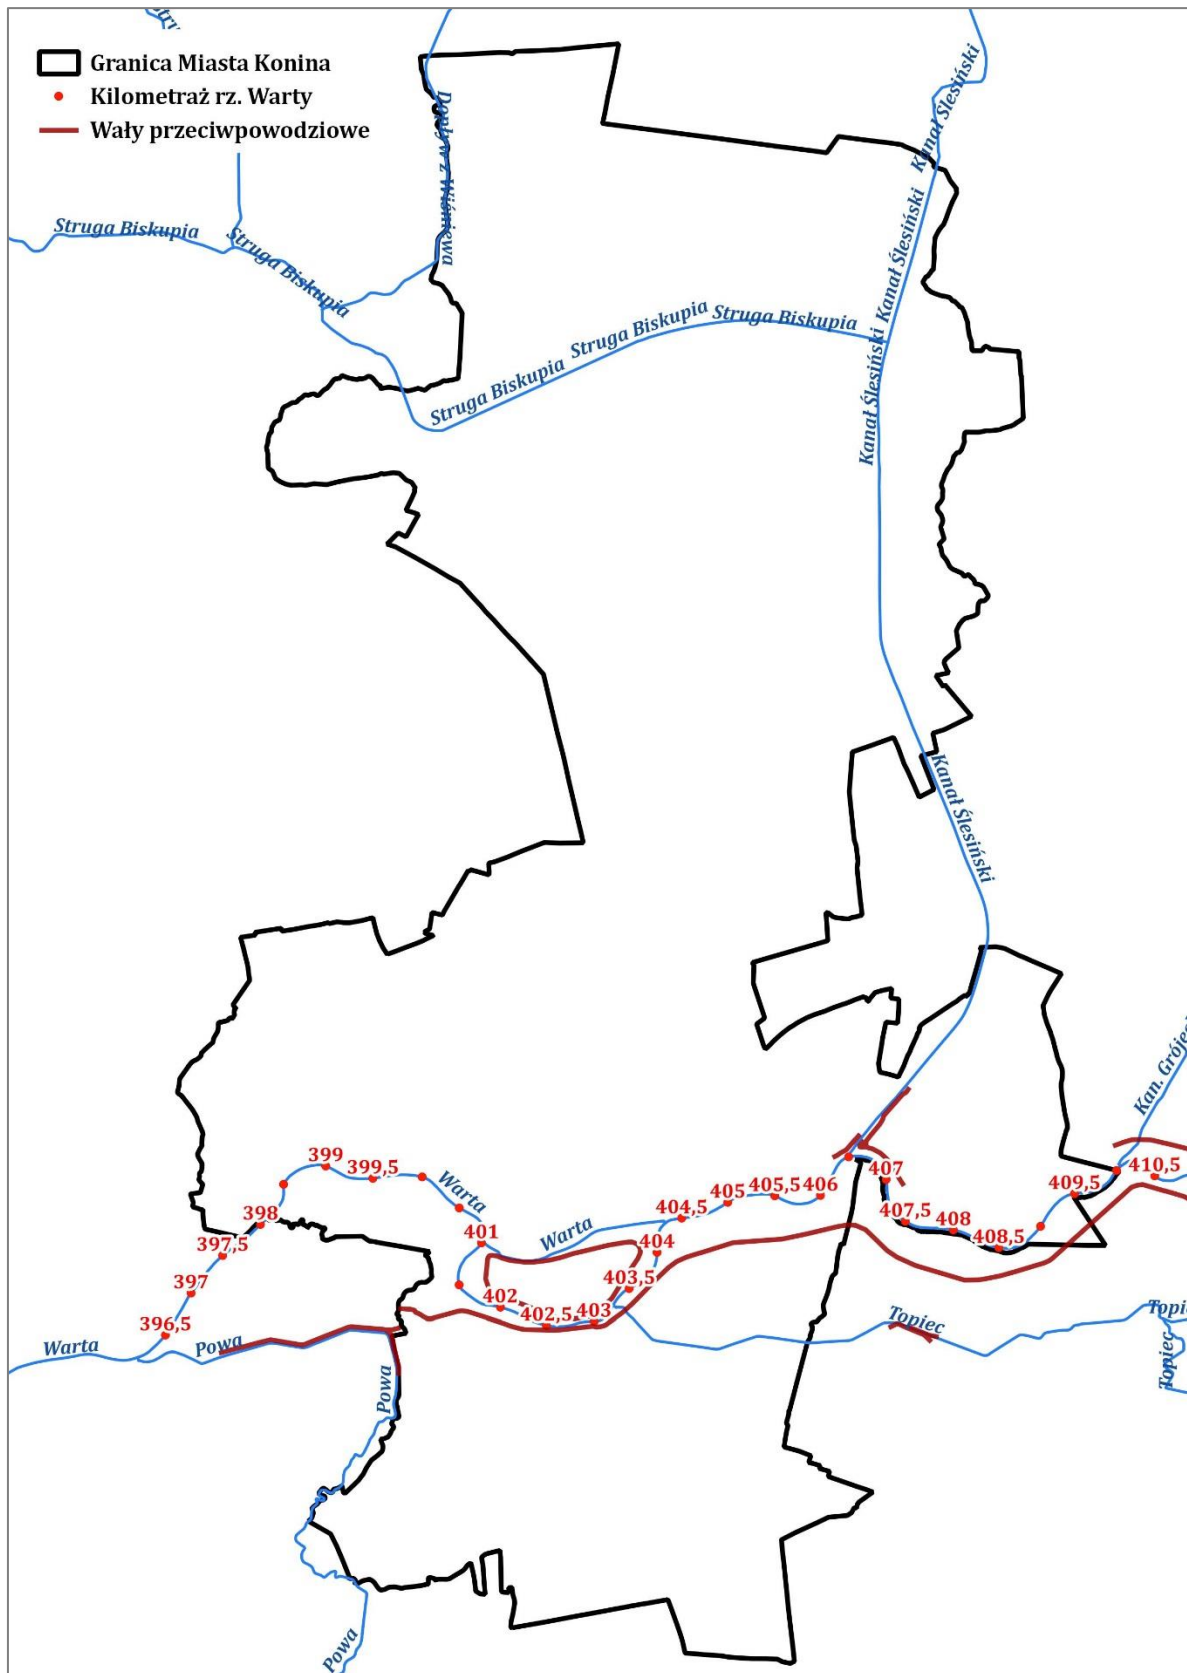 Granica Miasta Konina
Kilometraż rz. Warty
Wały przeciwpowodziowe
Dopływ z Wiśniewa
Kanał Ślesiński
Kanał Ślesiński
Kanał Ślesiński
Struga Biskupia
Struga Biskupia
Struga Biskupia
Struga Biskupia
Struga Biskupia
Kanał Ślesiński
Kan. Grójec
399
399,5
Warta
398
397,5
397
396,5
Warta
Powa
Powa
Powa
401
402
402,5
403
403,5
404
Warta
404,5
405
405,5
406
407
407,5
408
408,5
409,5
410,5
Topiec
Topie
Topiec